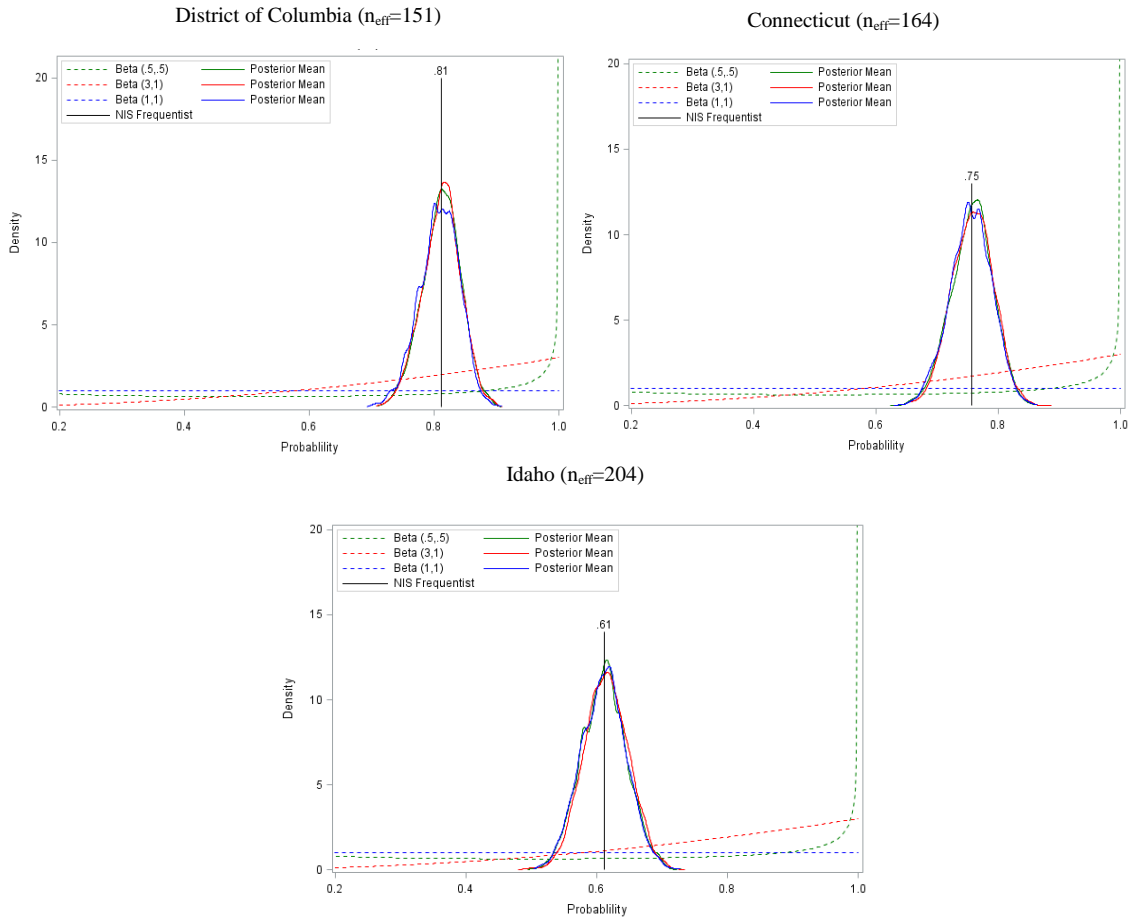 District of Columbia (neff=151)
Connecticut (neff=164)
Beta (.5,.5) Posterior Mean
Beta (3,1) Posterior Mean
Beta (1,1) Posterior Mean
NIS Frequentist
.81
20
15
10
5
0
Density
0.2 0.4 0.6 0.8 1.0
Probablility
Beta (.5,.5) Posterior Mean
Beta (3,1) Posterior Mean
Beta (1,1) Posterior Mean
NIS Frequentist
.75
20
15
10
5
0
Density
0.2 0.4 0.6 0.8 1.0
Probablility
Idaho (neff=204)
Beta (.5,.5) Posterior Mean
Beta (3,1) Posterior Mean
Beta (1,1) Posterior Mean
NIS Frequentist
.61
20
15
10
5
0
Density
0.2 0.4 0.6 0.8 1.0
Probablility